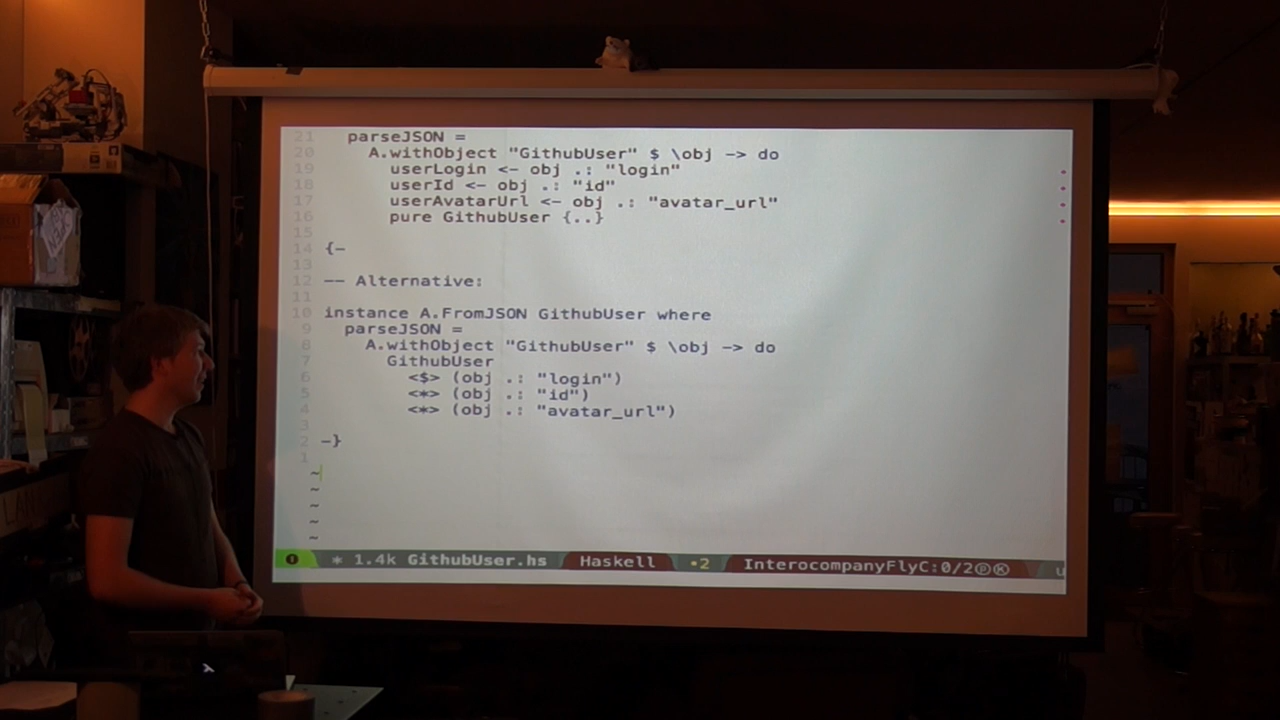 21 parseJSON =
20 A.withObject "GithubUser" $ \obj -> do
19 userLogin <- obj .: "login"
18 userId <- obj .: "id"
17 userAvatarUrl <- obj .: "avatar_url"
16 pure GithubUser {..}
15
14 {-
13
12 -- Alternative:
11
10 instance A.FromJSON GithubUser where
9 parseJSON =
8 A.withObject "GithubUser" $ \obj -> do
7 GithubUser
6 <$> (obj .: "login")
5 <*> (obj .: "id")
4 <*> (obj .: "avatar_url")
3
2 -}
1
~
~
~
~
~
* 1.4k GithubUser.hs Haskell •2 InterocompanyFlyC:0/2ⓟⓀ u